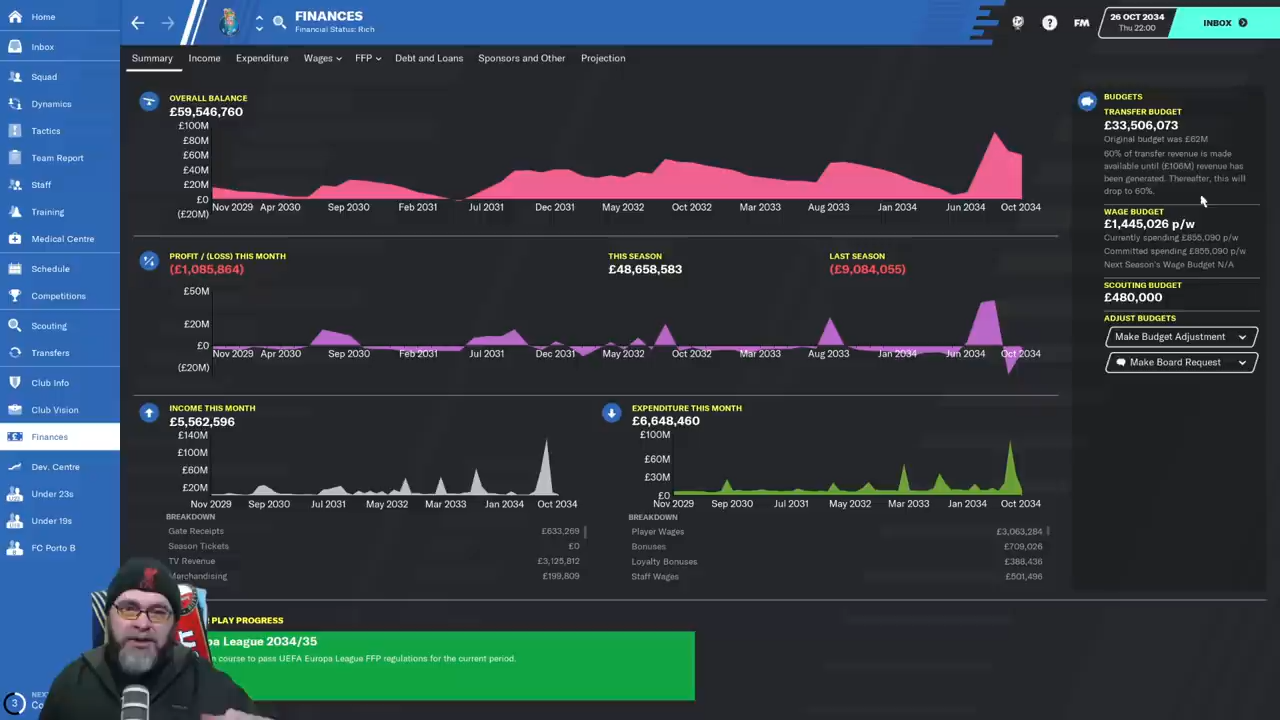 Home
Inbox
Squad
Dynamics
Tactics
Team Report
Staff
Training
Medical Centre
Schedule
Competitions
Scouting
Transfers
Club Info
Club Vision
Finances
Dev. Centre
Under 23s
Under 19s
FC Porto B
3
NEX
Co
FINANCES
Financial Status: Rich
FM
26 OCT 2034
Thu 22:00
INBOX
Summary
Income
Expenditure
Wages
FFP
Debt and Loans
Sponsors and Other
Projection
OVERALL BALANCE
£59,546,760
£100M
£80M
£60M
£40M
£20M
£0
(£20M)
Nov 2029 Apr 2030 Sep 2030 Feb 2031 Jul 2031 Dec 2031 May 2032 Oct 2032 Mar 2033 Aug 2033 Jan 2034 Jun 2034 Oct 2034
PROFIT / (LOSS) THIS MONTH
(£1,085,864)
THIS SEASON
£48,658,583
LAST SEASON
(£9,084,055)
£50M
£20M
£0
(£20M)
Nov 2029 Apr 2030 Sep 2030 Feb 2031 Jul 2031 Dec 2031 May 2032 Oct 2032 Mar 2033 Aug 2033 Jan 2034 Jun 2034 Oct 2034
INCOME THIS MONTH
£5,562,596
£140M
£100M
£60M
£20M
Nov 2029 Sep 2030 Jul 2031 May 2032 Mar 2033 Jan 2034 Oct 2034
BREAKDOWN
Gate Receipts £633,269
Season Tickets £0
TV Revenue £3,125,812
Merchandising £199,809
EXPENDITURE THIS MONTH
£6,648,460
£100M
£60M
£30M
£0
Nov 2029 Sep 2030 Jul 2031 May 2032 Mar 2033 Jan 2034 Oct 2034
BREAKDOWN
Player Wages £3,063,284
Bonuses £709,026
Loyalty Bonuses £388,436
Staff Wages £501,496
PLAY PROGRESS
pa League 2034/35
n course to pass UEFA Europa League FFP regulations for the current period.
BUDGETS
TRANSFER BUDGET
£33,506,073
Original budget was £62M
60% of transfer revenue is made
available until (£106M) revenue has
been generated. Thereafter, this will
drop to 60%.
WAGE BUDGET
£1,445,026 p/w
Currently spending £855,090 p/w
Committed spending £855,090 p/w
Next Season's Wage Budget N/A
SCOUTING BUDGET
£480,000
ADJUST BUDGETS
Make Budget Adjustment
Make Board Request